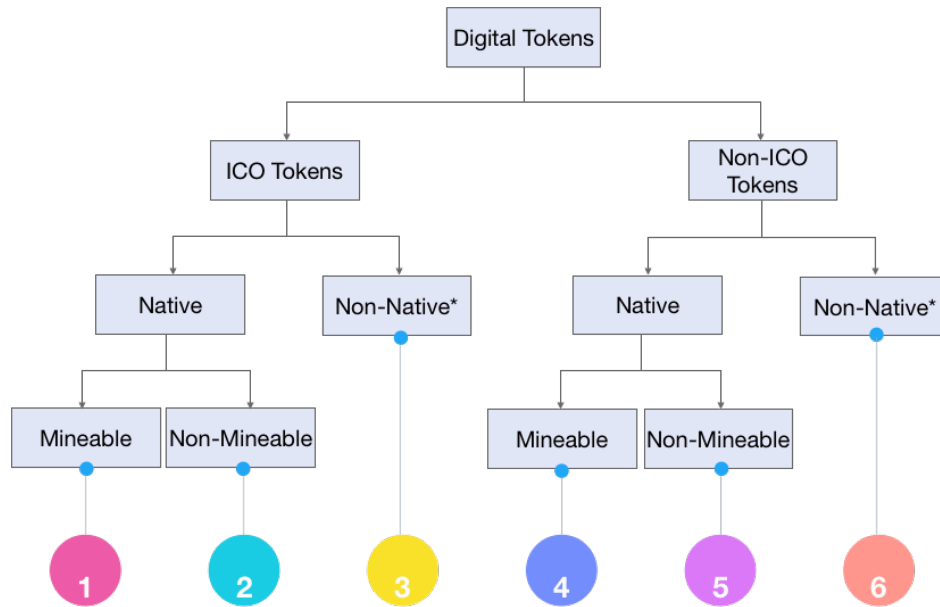 Digital Tokens
ICO Tokens
Non-ICO
Tokens
Native
Non-Native*
Native
Non-Native*
Mineable
Non-Mineable
Mineable
Non-Mineable
1
2
3
4
5
6